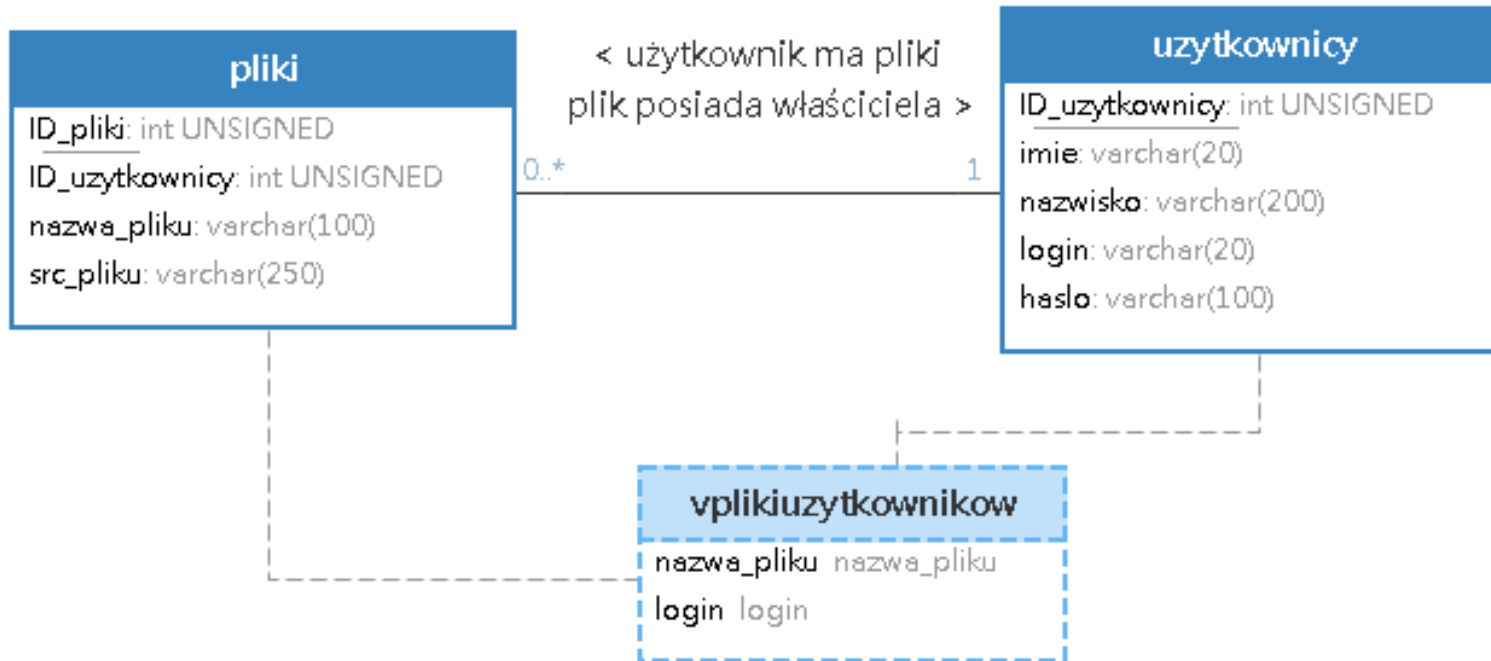 pliki
ID_pliki: int UNSIGNED
ID_uzytkownicy: int UNSIGNED
nazwa_pliku: varchar(100)
src_pliku: varchar(250)
< użytkownik ma pliki
plik posiada właściciela >
0..*
1
uzytkownicy
ID_uzytkownicy: int UNSIGNED
imie: varchar(20)
nazwisko: varchar(200)
login: varchar(20)
haslo: varchar(100)
vplikiuzytkownikow
nazwa_pliku nazwa_pliku
login login